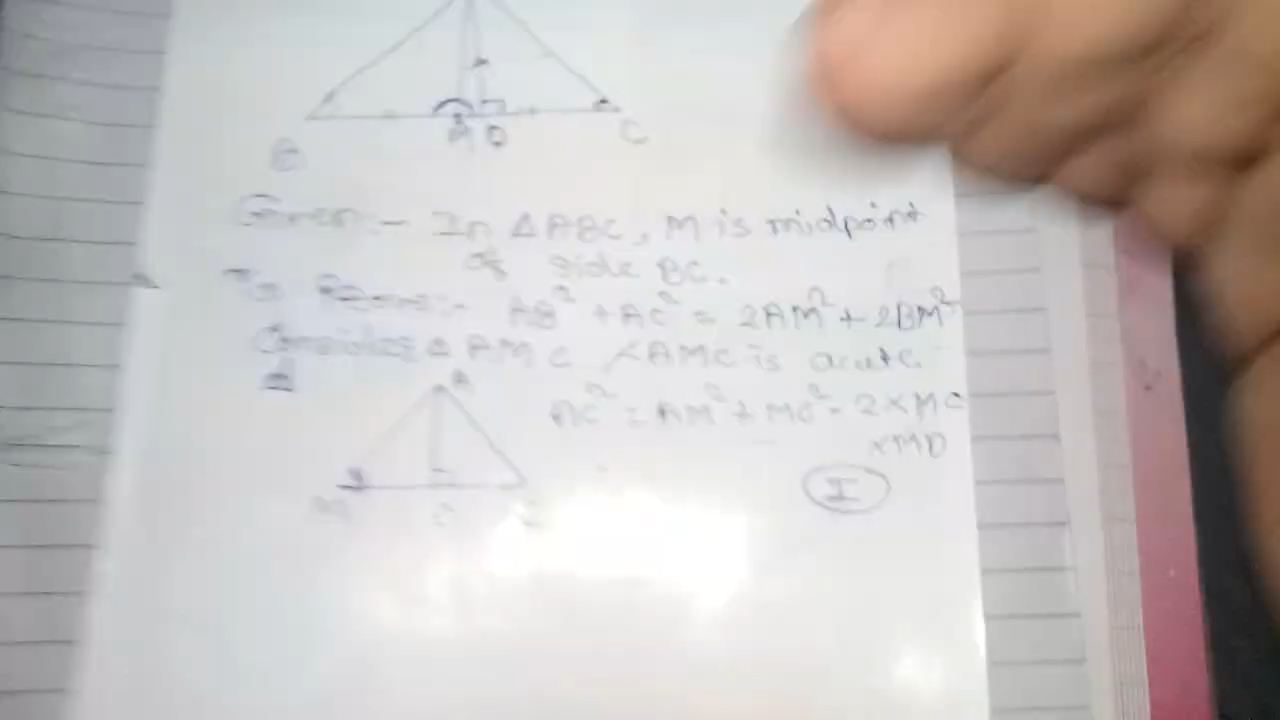 A
M D
C
B
Given:- In △ABC, M is midpoint
of side BC.
To Prove:- AB² + AC² = 2AM² + 2BM²
Consider △ AMC ∠AMC is acute
A
AC² = AM² + MC² - 2×MC
×MD
I
M D C